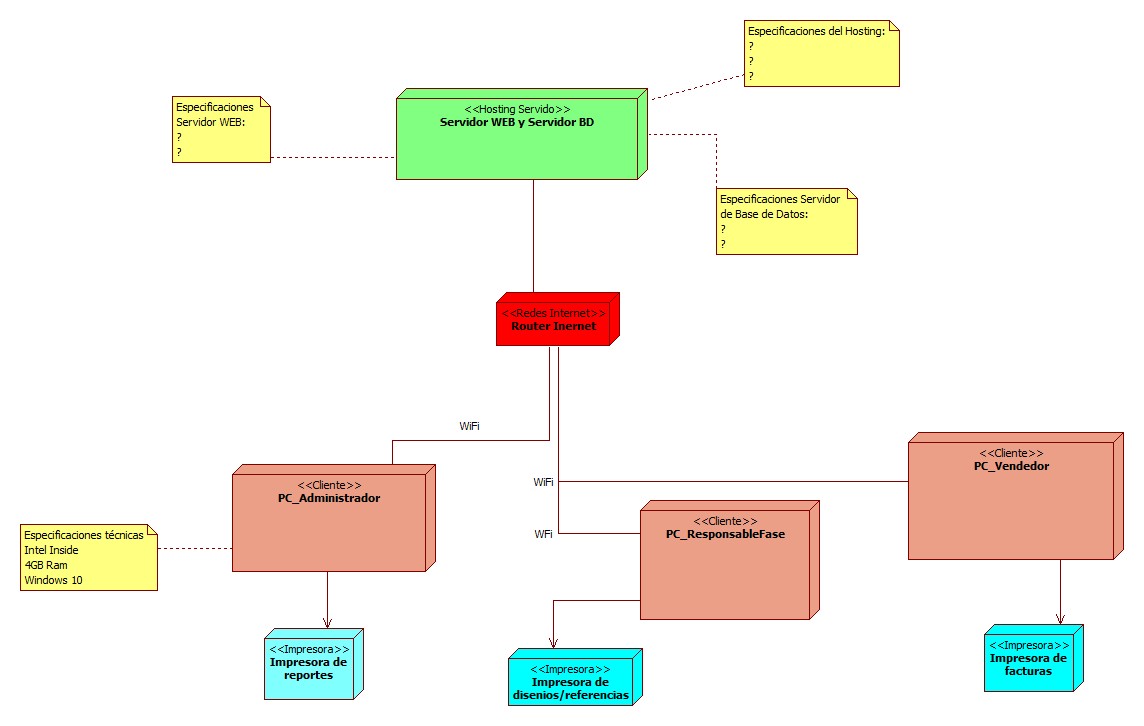 Especificaciones del Hosting:
?
?
?
<<Hosting Servido>>
Servidor WEB y Servidor BD
Especificaciones
Servidor WEB:
?
?
Especificaciones Servidor
de Base de Datos:
?
?
<<Redes Internet>>
Router Inernet
WiFi
WiFi
WFi
<<Cliente>>
PC_Administrador
<<Cliente>>
PC_ResponsableFase
<<Cliente>>
PC_Vendedor
Especificaciones técnicas
Intel Inside
4GB Ram
Windows 10
<<Impresora>>
Impresora de
reportes
<<Impresora>>
Impresora de
disenios/referencias
<<Impresora>>
Impresora de
facturas